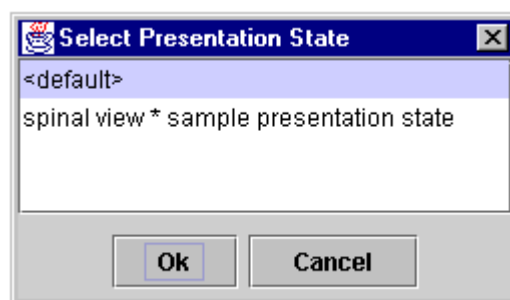 Select Presentation State
<default>
spinal view * sample presentation state
Ok
Cancel